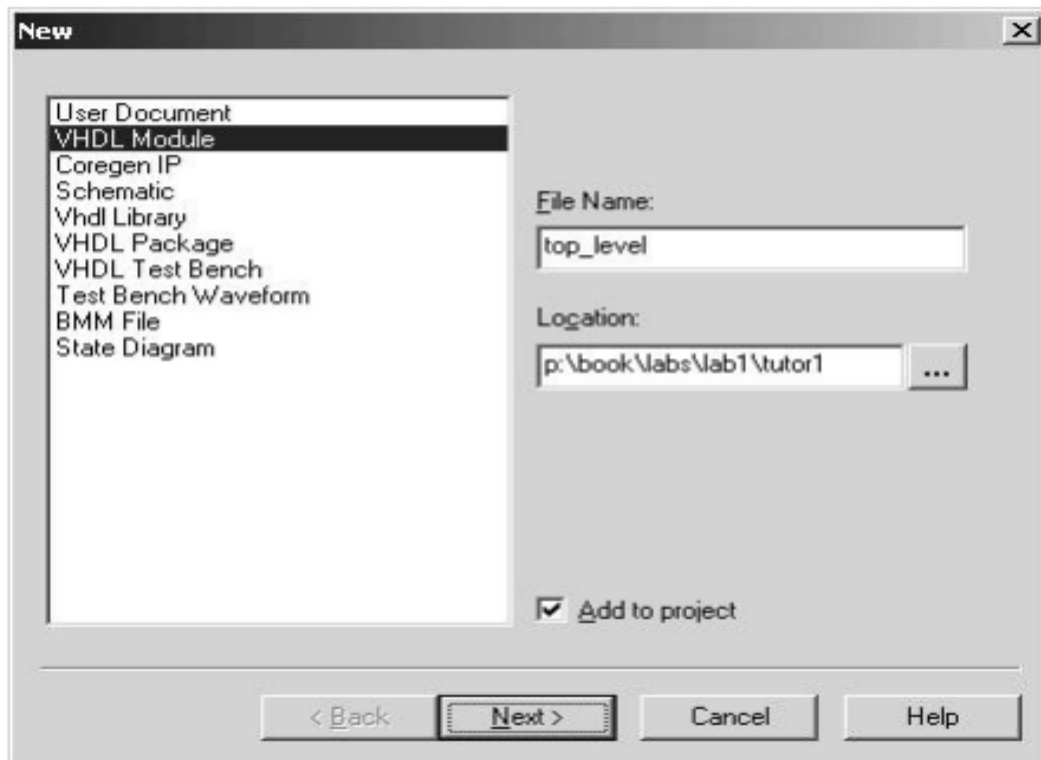 New
User Document
VHDL Module
Coregen IP
Schematic
Vhdl Library
VHDL Package
VHDL Test Bench
Test Bench Waveform
BMM File
State Diagram
File Name:
top_level
Location:
p:\book\labs\lab1\tutor1
...
Add to project
< Back
Next >
Cancel
Help